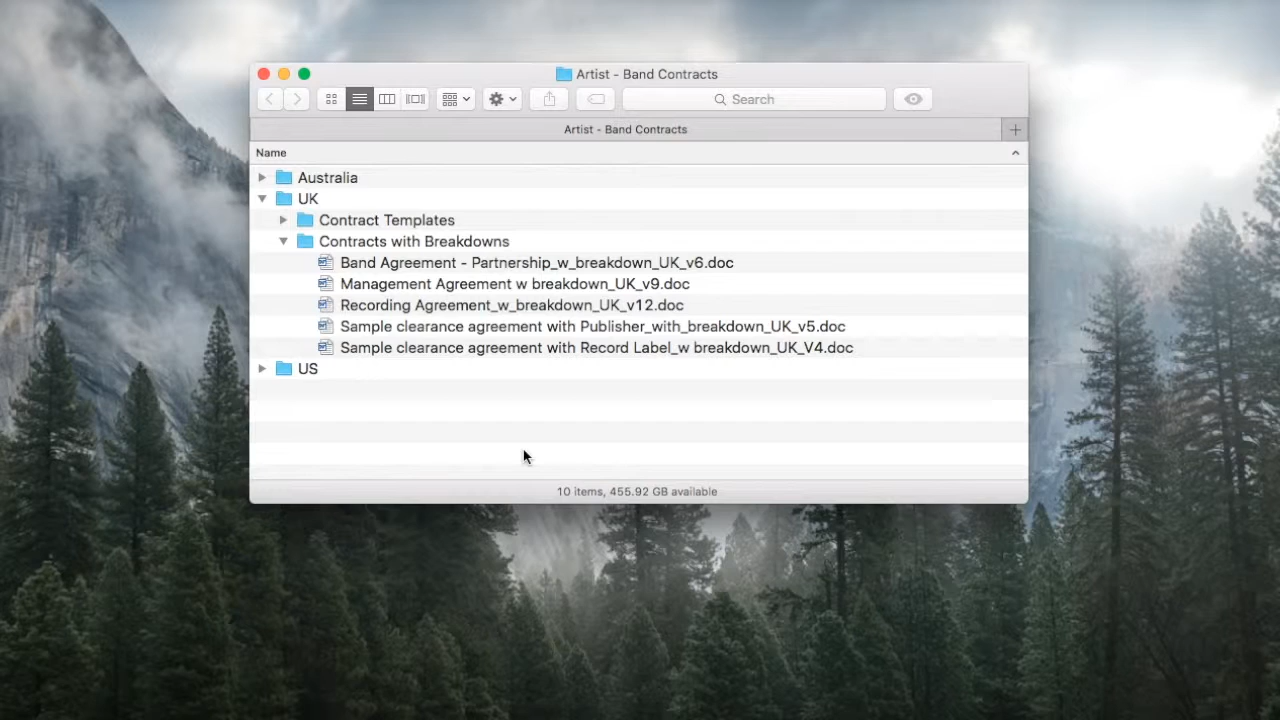 Artist - Band Contracts
Search
Artist - Band Contracts
Name
Australia
UK
Contract Templates
Contracts with Breakdowns
Band Agreement - Partnership_w_breakdown_UK_v6.doc
Management Agreement w breakdown_UK_v9.doc
Recording Agreement_w_breakdown_UK_v12.doc
Sample clearance agreement with Publisher_with_breakdown_UK_v5.doc
Sample clearance agreement with Record Label_w breakdown_UK_V4.doc
US
10 items, 455.92 GB available